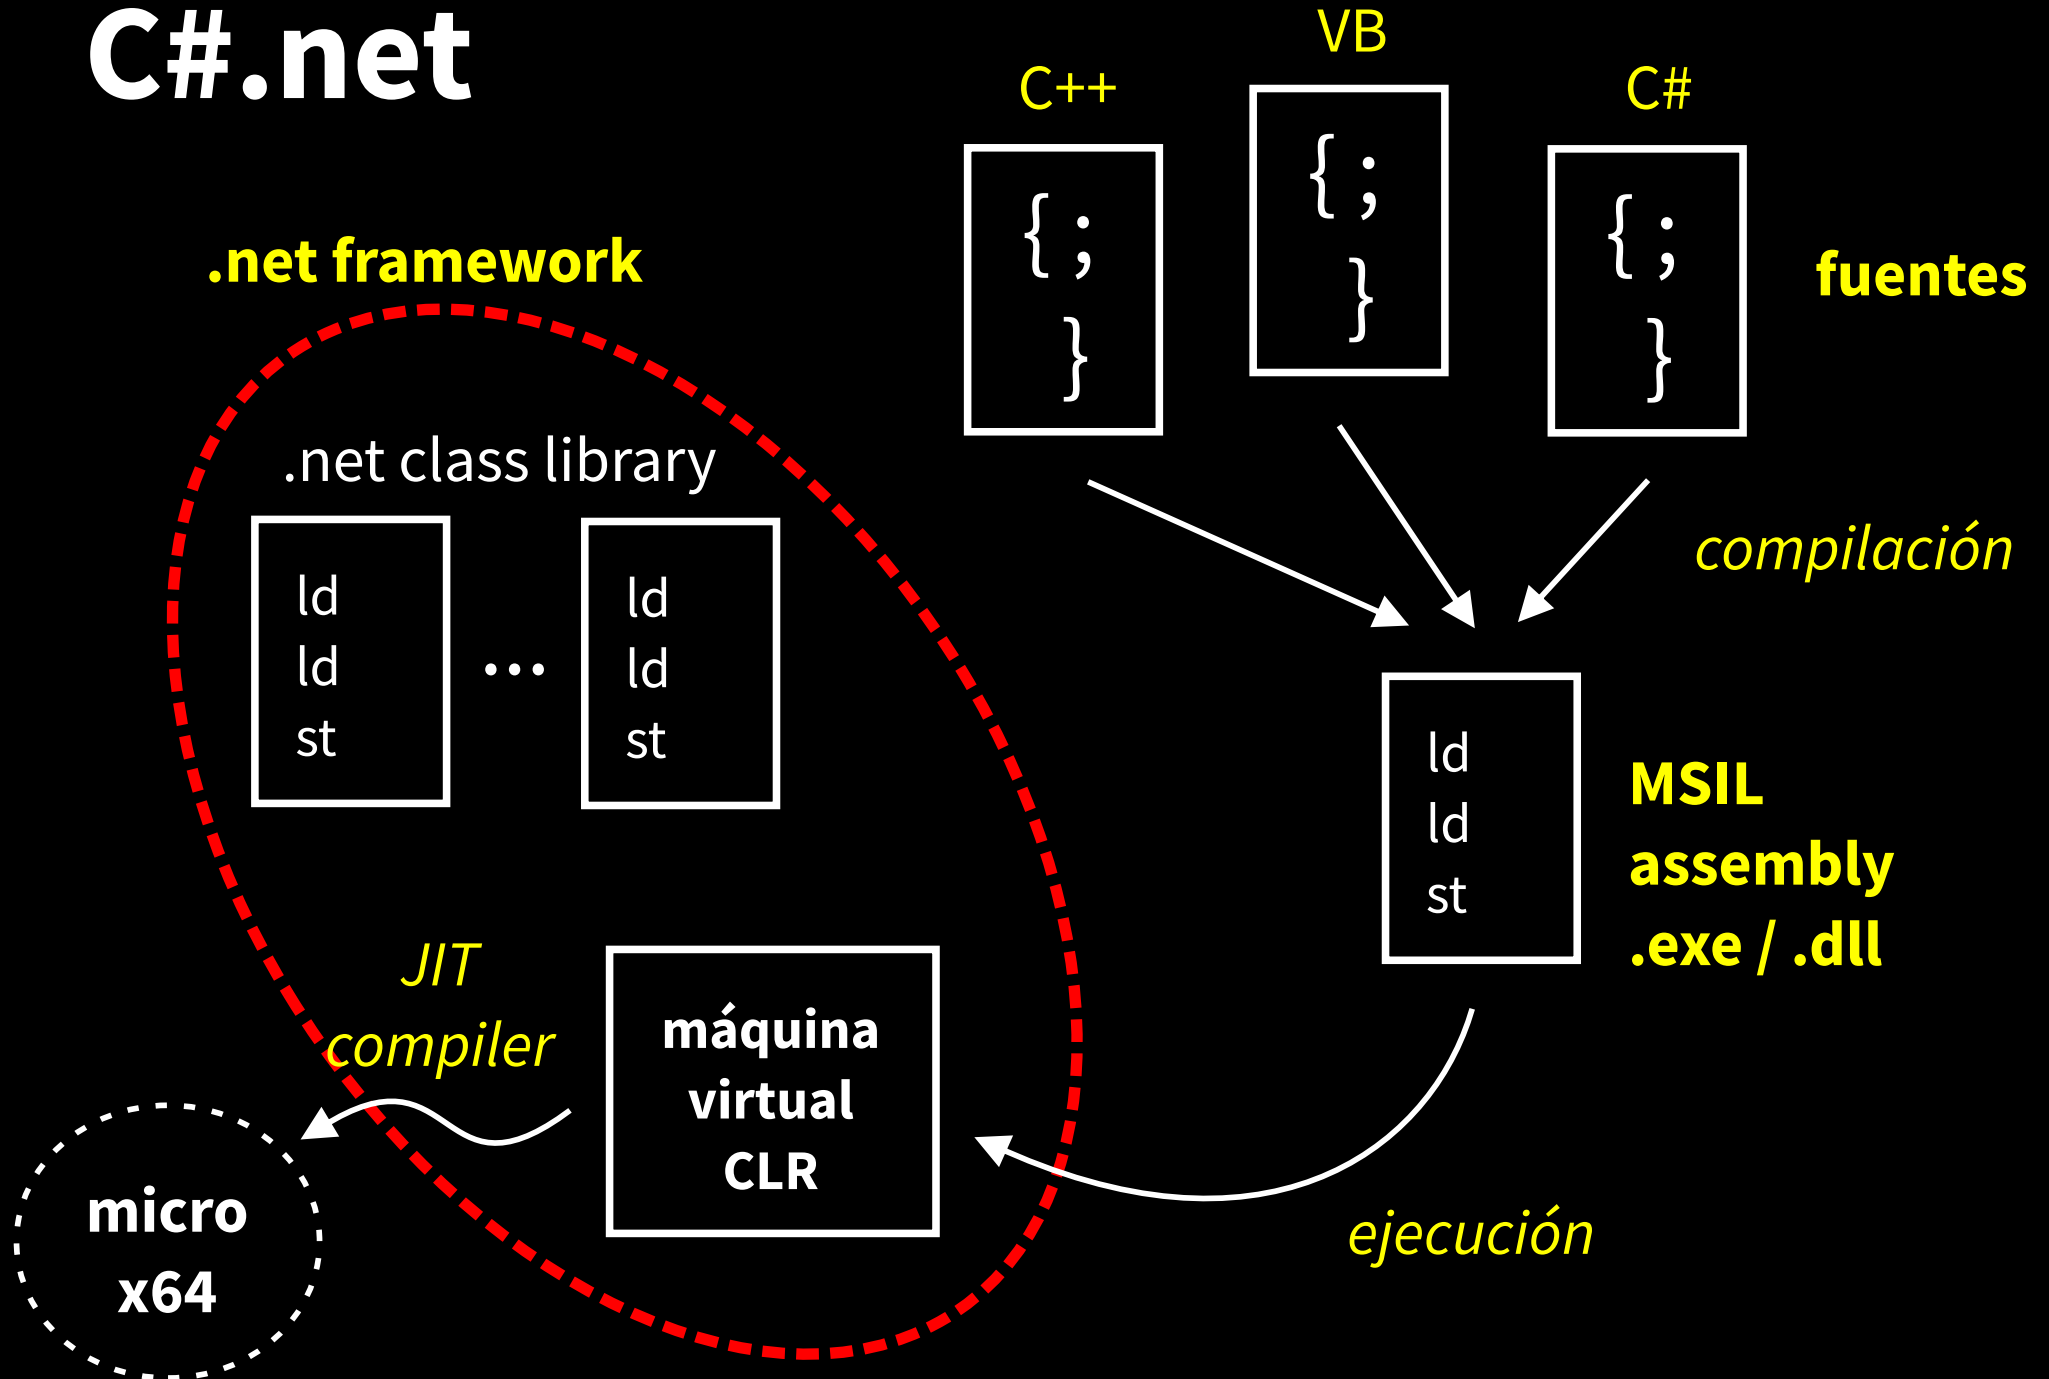 C#.net
C++
VB
C#
{ ;
}
{ ;
}
{ ;
}
fuentes
.net framework
.net class library
ld
ld
st
...
ld
ld
st
compilación
ld
ld
st
MSIL
assembly
.exe / .dll
JIT
compiler
máquina
virtual
CLR
micro
x64
ejecución